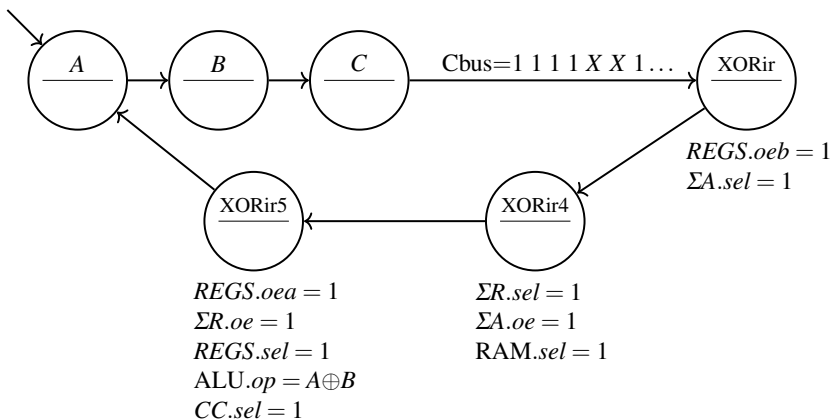 A
B
C
Cbus=1 1 1 1 X X 1 …
XORir
REGS.oeb = 1
ΣA.sel = 1
XORir5
XORir4
REGS.oea = 1
ΣR.oe = 1
REGS.sel = 1
ALU.op = A⊕B
CC.sel = 1
ΣR.sel = 1
ΣA.oe = 1
RAM.sel = 1